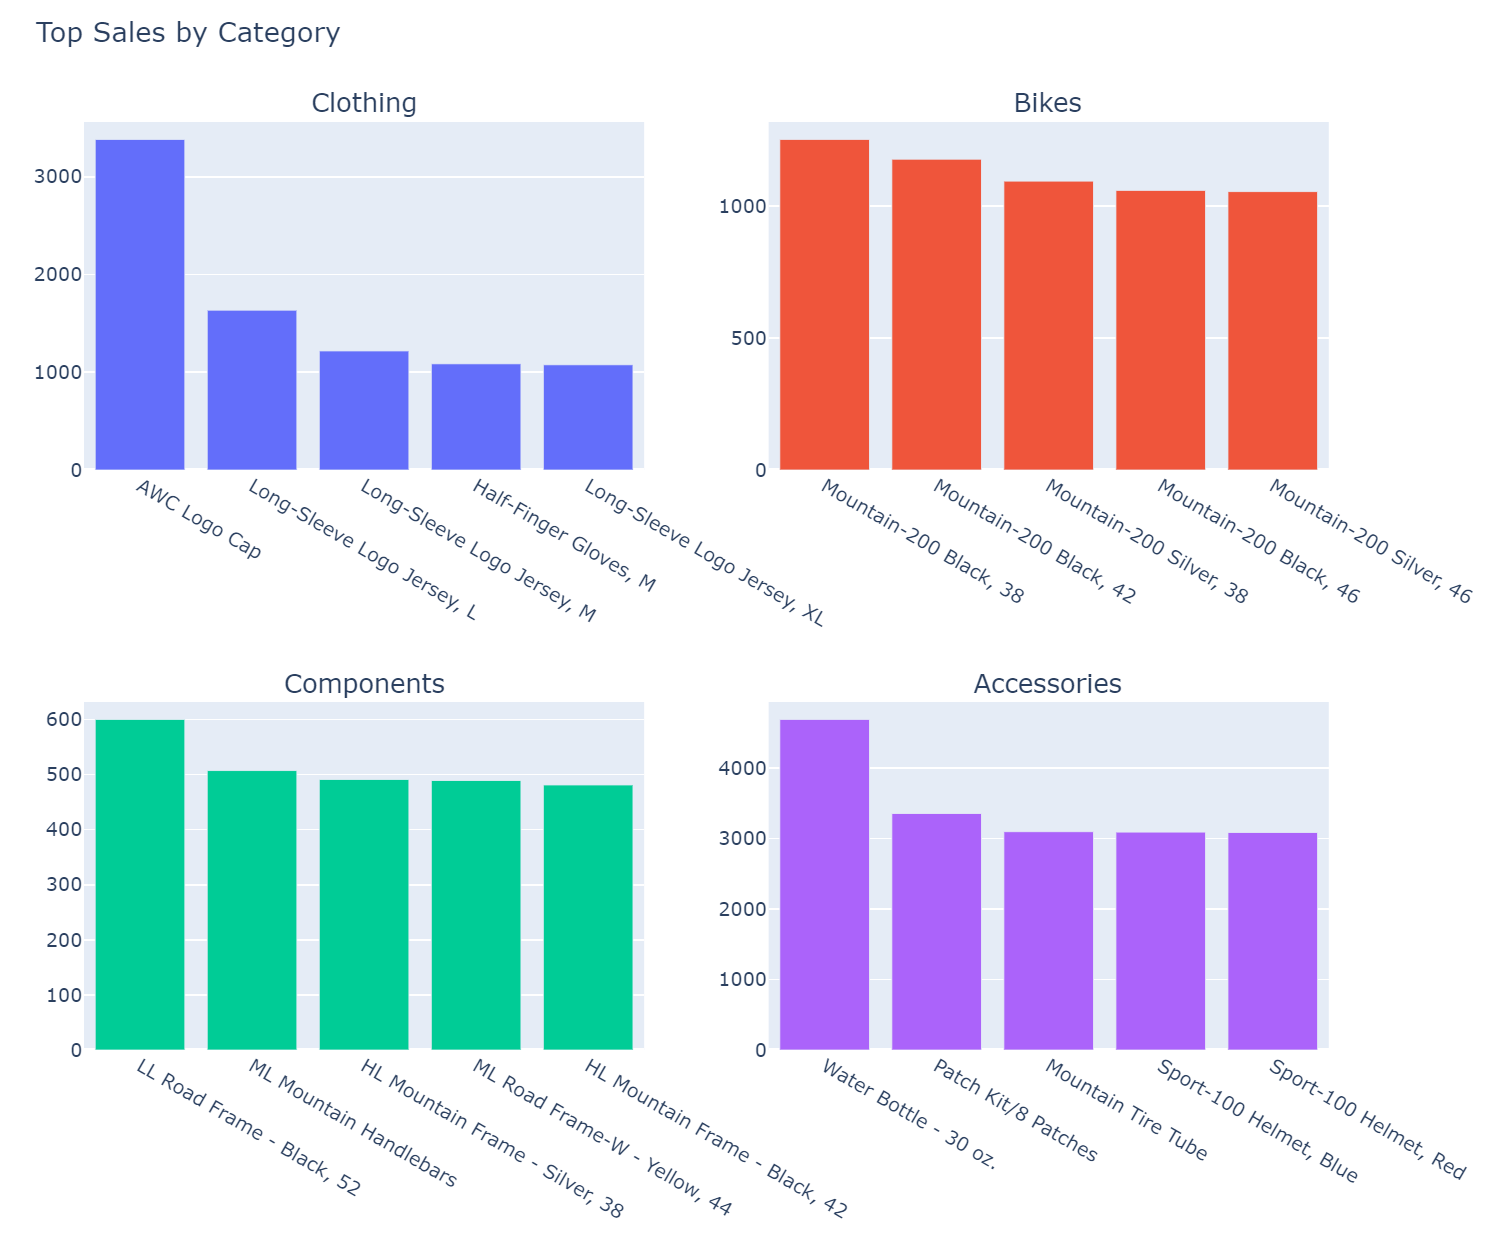 Top Sales by Category
Clothing
3000
2000
1000
0
AWC Logo Cap
Long-Sleeve Logo Jersey, L
Long-Sleeve Logo Jersey, M
Half-Finger Gloves, M
Long-Sleeve Logo Jersey, XL
Bikes
1000
500
0
Mountain-200 Black, 38
Mountain-200 Black, 42
Mountain-200 Silver, 38
Mountain-200 Black, 46
Mountain-200 Silver, 46
Components
600
500
400
300
200
100
0
LL Road Frame - Black, 52
ML Mountain Handlebars
HL Mountain Frame - Silver, 38
ML Road Frame-W - Yellow, 44
HL Mountain Frame - Black, 42
Accessories
4000
3000
2000
1000
0
Water Bottle - 30 oz.
Patch Kit/8 Patches
Mountain Tire Tube
Sport-100 Helmet, Blue
Sport-100 Helmet, Red